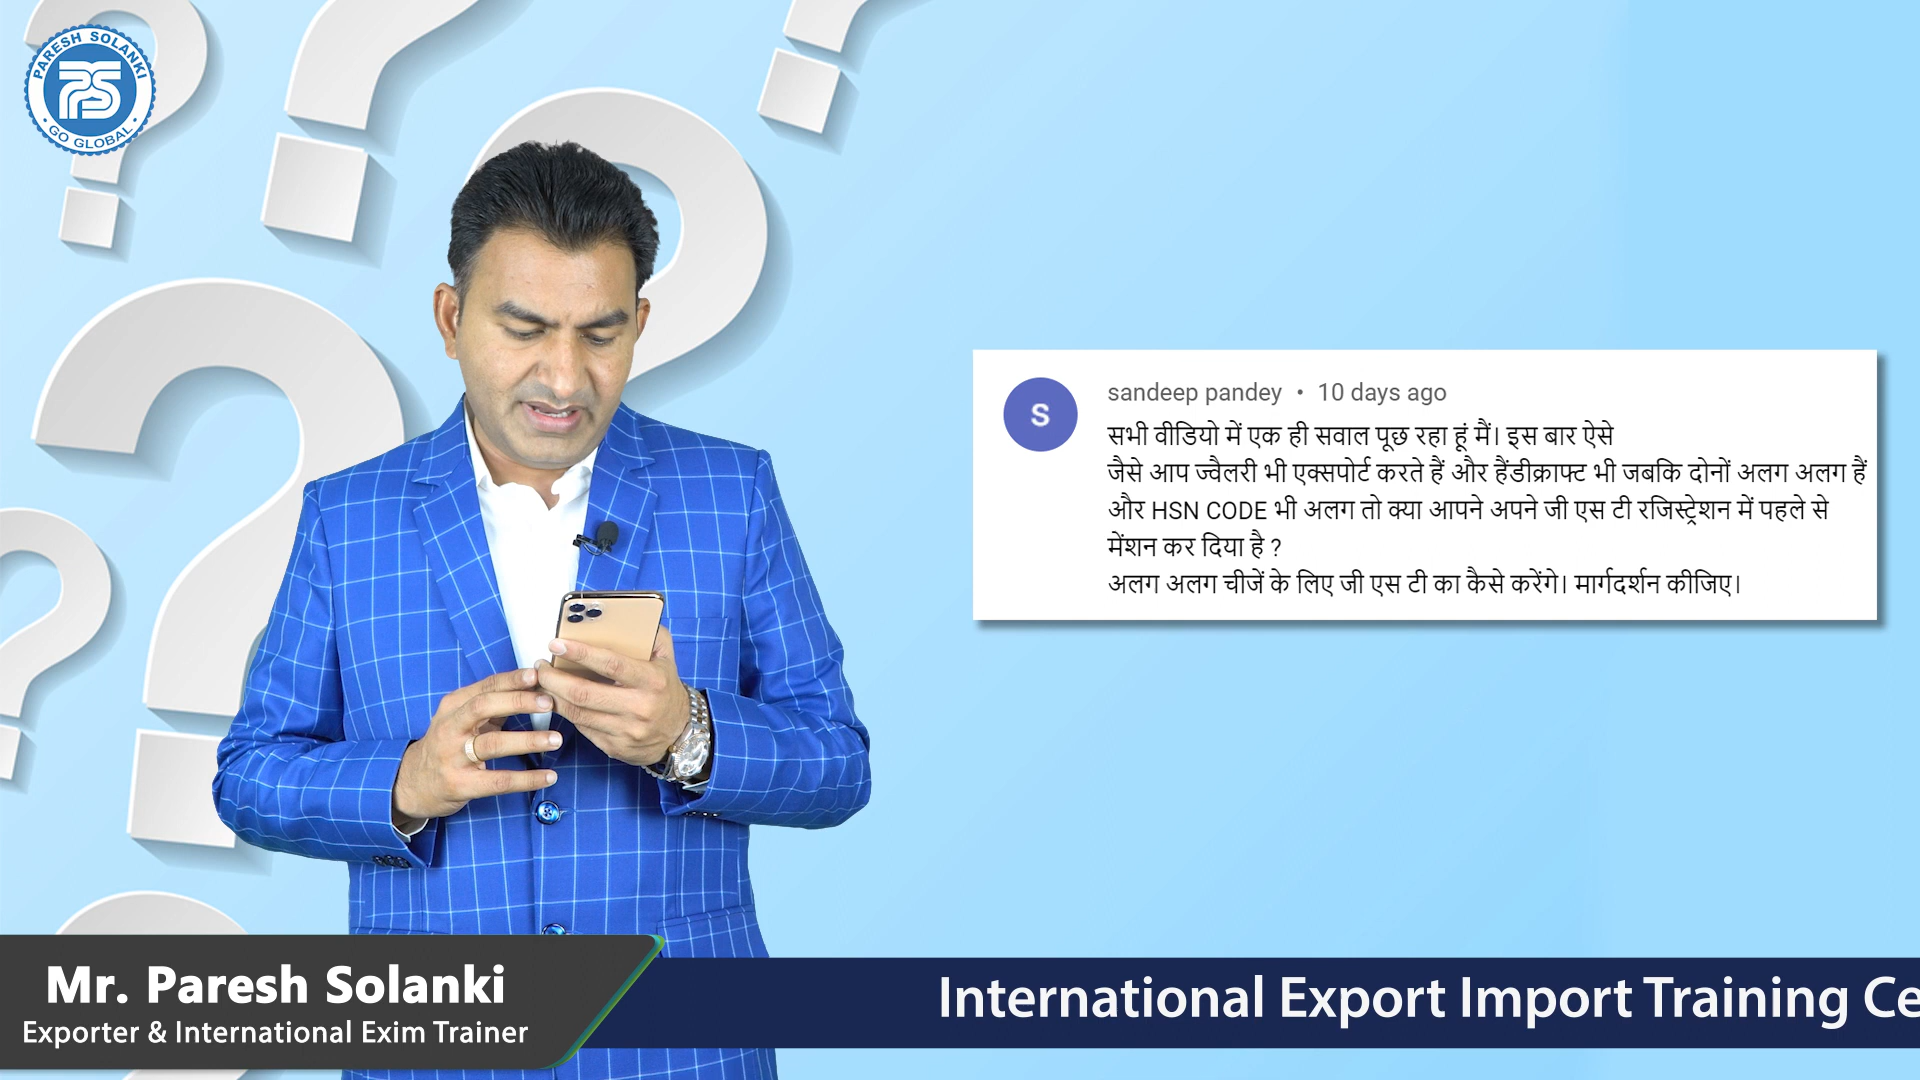 PARESH SOLANKI
PS
• GO GLOBAL •
S
sandeep pandey • 10 days ago
सभी वीडियो में एक ही सवाल पूछ रहा हूं मैं। इस बार ऐसे
जैसे आप ज्वैलरी भी एक्सपोर्ट करते हैं और हैंडीक्राफ्ट भी जबकि दोनों अलग अलग हैं
और HSN CODE भी अलग तो क्या आपने अपने जी एस टी रजिस्ट्रेशन में पहले से
मेंशन कर दिया है ?
अलग अलग चीजें के लिए जी एस टी का कैसे करेंगे। मार्गदर्शन कीजिए।
Mr. Paresh Solanki
Exporter & International Exim Trainer
International Export Import Training Ce